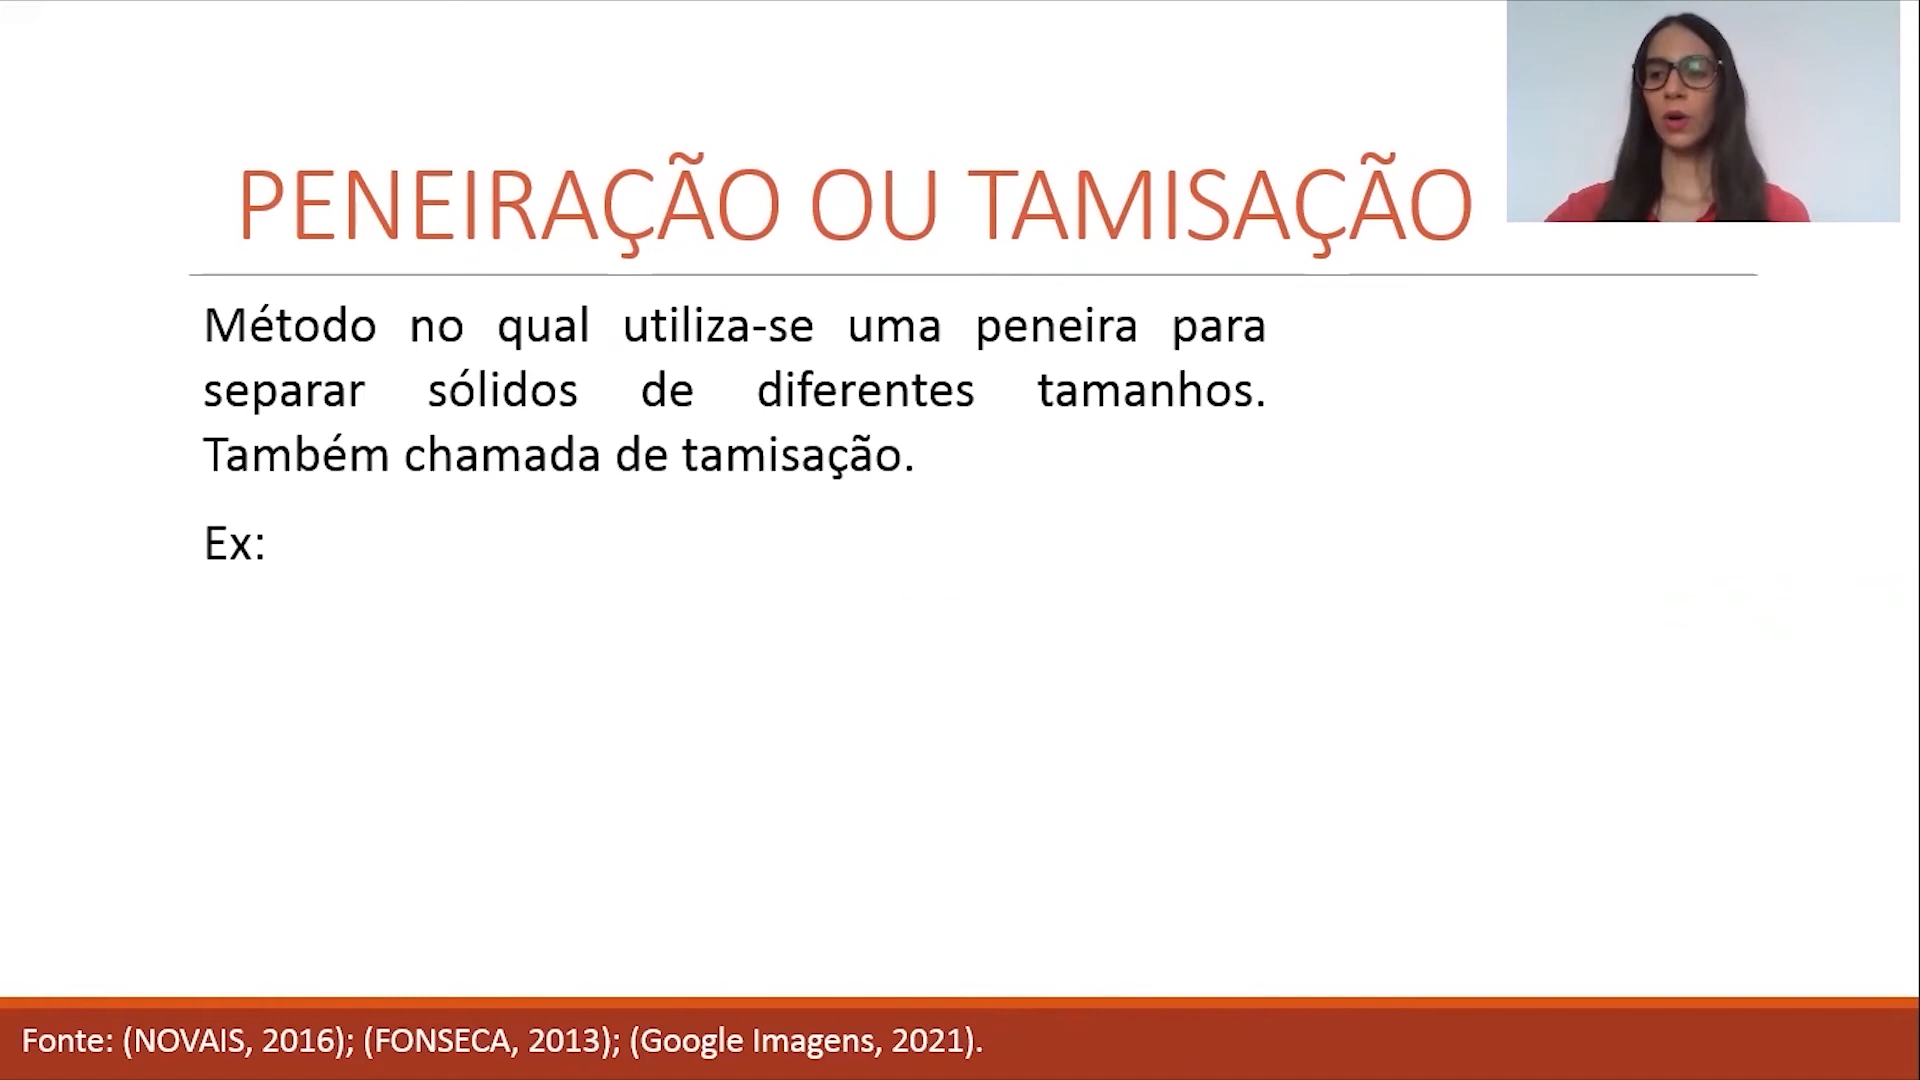 PENEIRAÇÃO OU TAMISAÇÃO
Método no qual utiliza-se uma peneira para
separar sólidos de diferentes tamanhos.
Também chamada de tamisação.
Ex:
Fonte: (NOVAIS, 2016); (FONSECA, 2013); (Google Imagens, 2021).